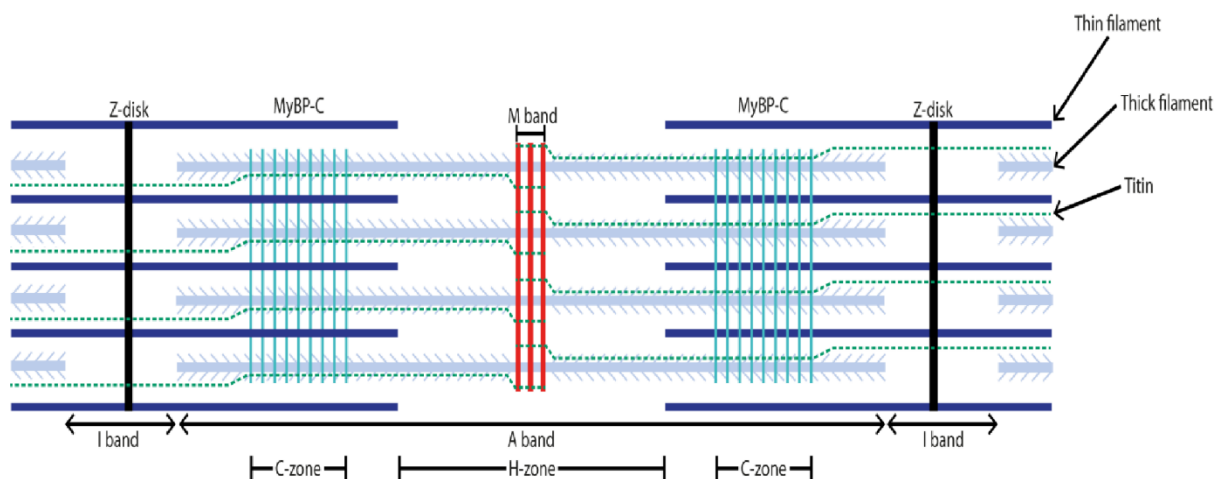 Thin filament
Thick filament
Z-disk
MyBP-C
M band
MyBP-C
Z-disk
Titin
I band
A band
I band
C-zone
H-zone
C-zone